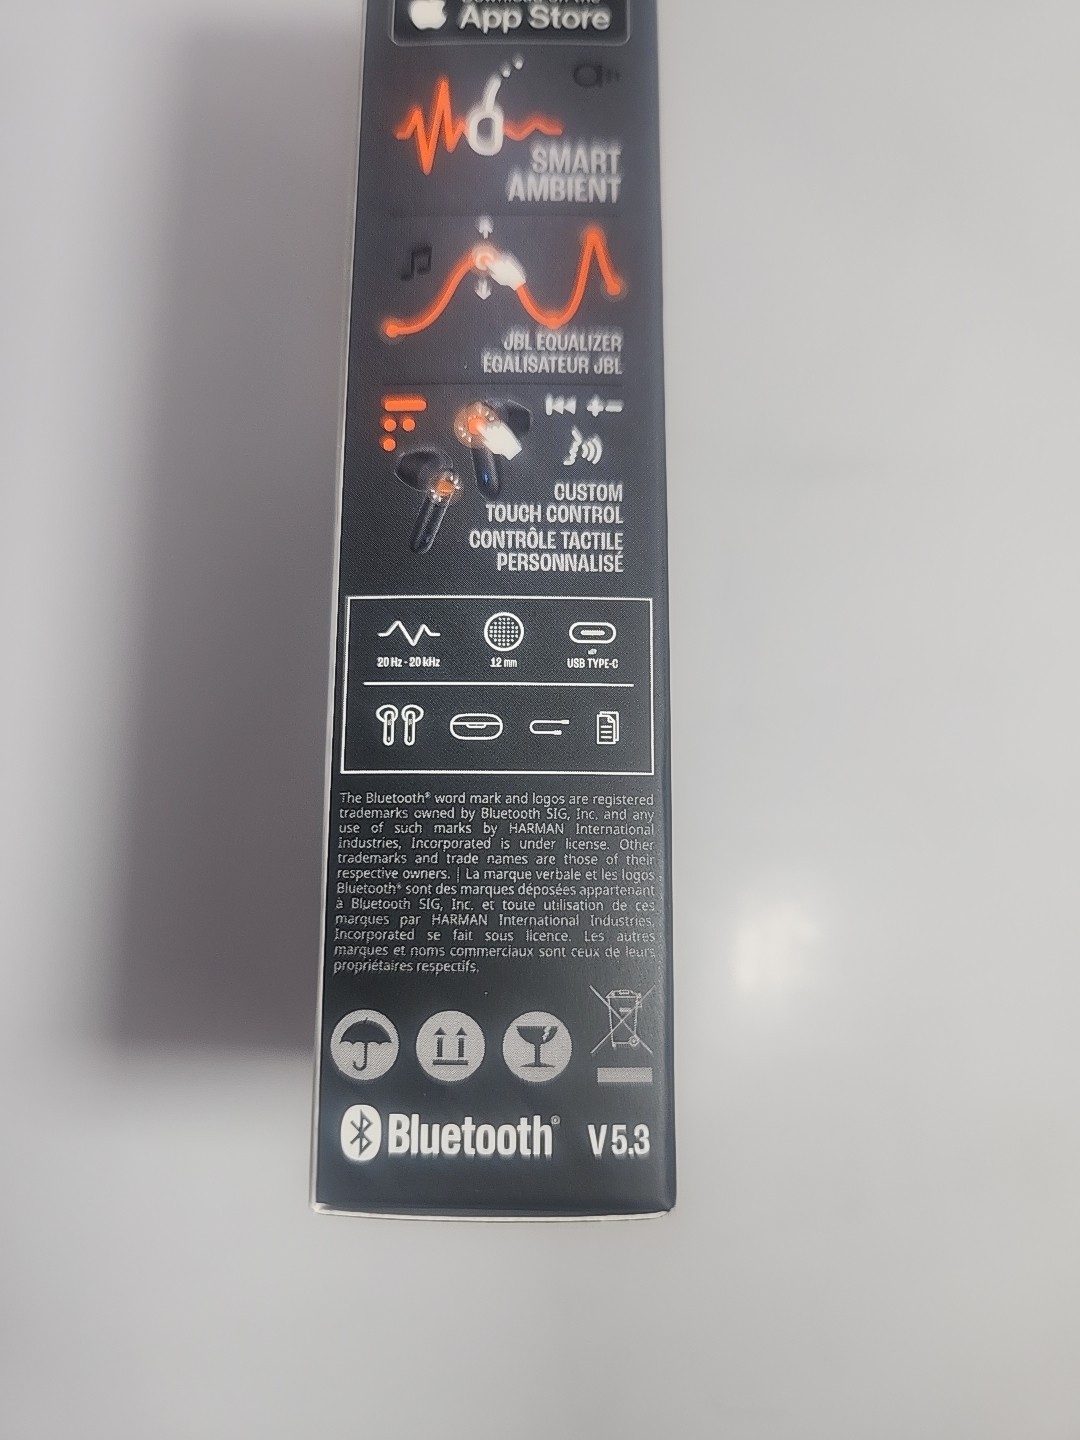 Download on the
App Store
SMART
AMBIENT
JBL EQUALIZER
ÉGALISATEUR JBL
CUSTOM
TOUCH CONTROL
CONTRÔLE TACTILE
PERSONNALISÉ
20 Hz - 20 kHz
12 mm
USB TYPE-C
The Bluetooth® word mark and logos are registered
trademarks owned by Bluetooth SIG, Inc. and any
use of such marks by HARMAN International
Industries, Incorporated is under license. Other
trademarks and trade names are those of their
respective owners. | La marque verbale et les logos
Bluetooth® sont des marques déposées appartenant
à Bluetooth SIG, Inc. et toute utilisation de ces
marques par HARMAN International Industries,
Incorporated se fait sous licence. Les autres
marques et noms commerciaux sont ceux de leurs
propriétaires respectifs.
Bluetooth® V5.3